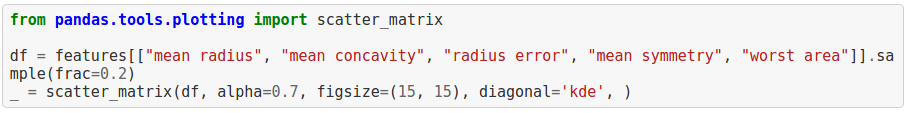 from pandas.tools.plotting import scatter_matrix
df = features[["mean radius", "mean concavity", "radius error", "mean symmetry", "worst area"]].sa
mple(frac=0.2)
_ = scatter_matrix(df, alpha=0.7, figsize=(15, 15), diagonal='kde', )